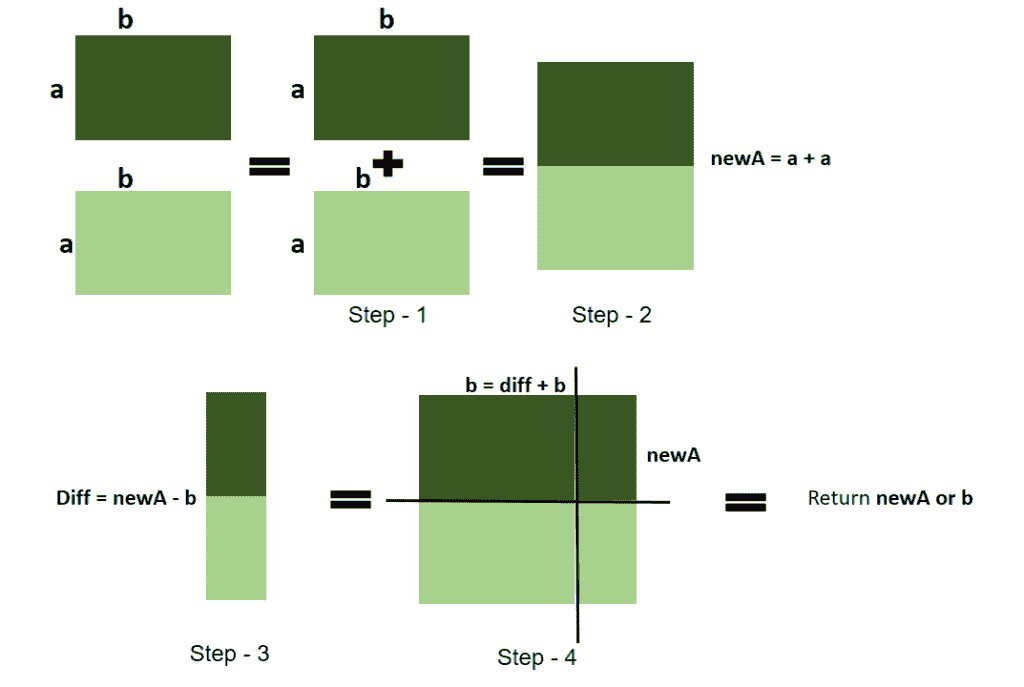 b
b
a
a
newA = a + a
b
b
a
a
Step - 1
Step - 2
b = diff + b
newA
Diff = newA - b
Return newA or b
Step - 3
Step - 4